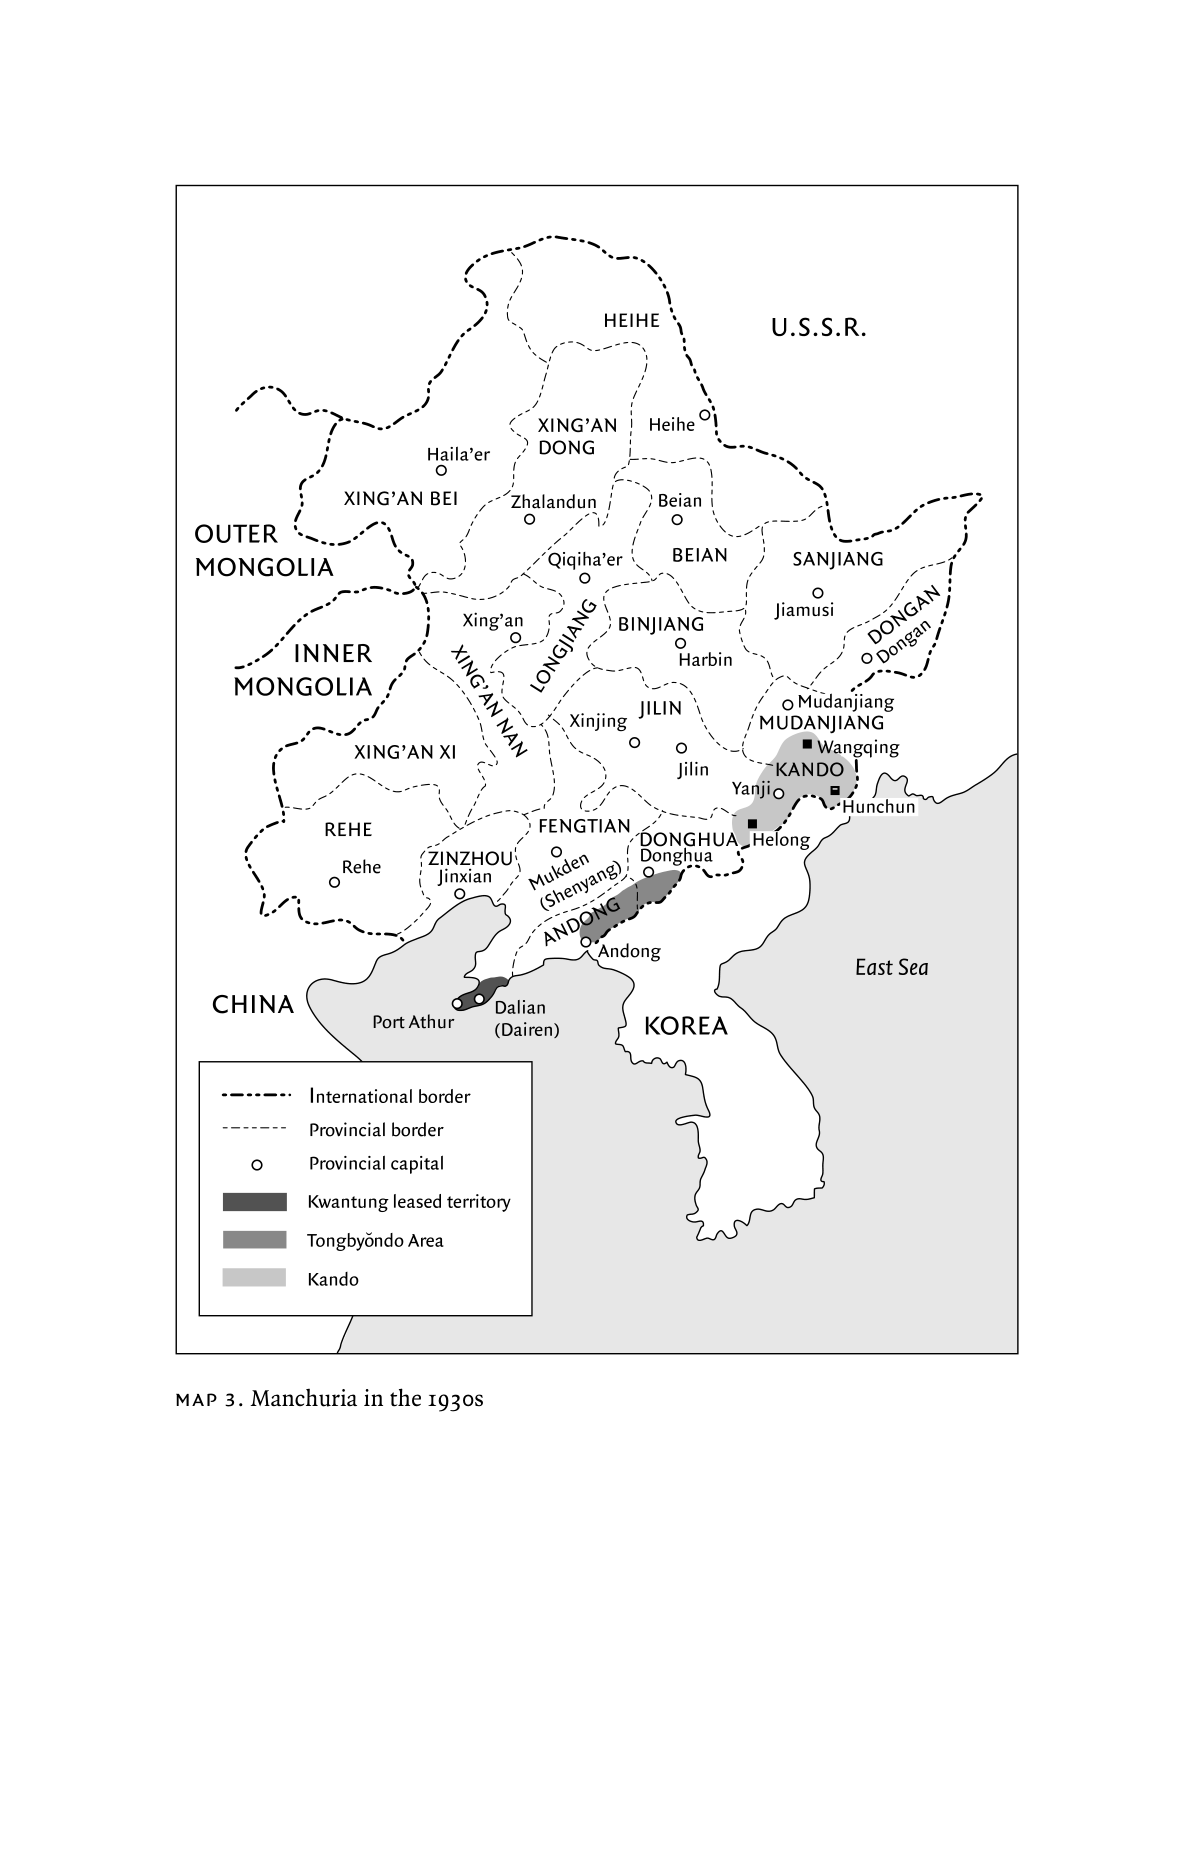 HEIHE
U.S.S.R.
XING’AN
DONG
Heihe
Haila’er
XING’AN BEI
Zhalandun
Beian
OUTER
MONGOLIA
BEIAN
SANJIANG
Qiqiha’er
Jiamusi
DONGAN
Dongan
Xing’an
BINJIANG
LONGJIANG
INNER
MONGOLIA
Harbin
XING’AN NAN
Mudanjiang
JILIN
Xinjing
MUDANJIANG
Wangqing
XING’AN XI
Jilin
KANDO
Yanji
Hunchun
REHE
FENGTIAN
DONGHUA
Helong
Donghua
ZINZHOU
Jinxian
Rehe
Mukden
(Shenyang)
ANDONG
Andong
East Sea
CHINA
Port Athur
Dalian
(Dairen)
KOREA
International border
Provincial border
Provincial capital
Kwantung leased territory
Tongbyŏndo Area
Kando
MAP 3. Manchuria in the 1930s